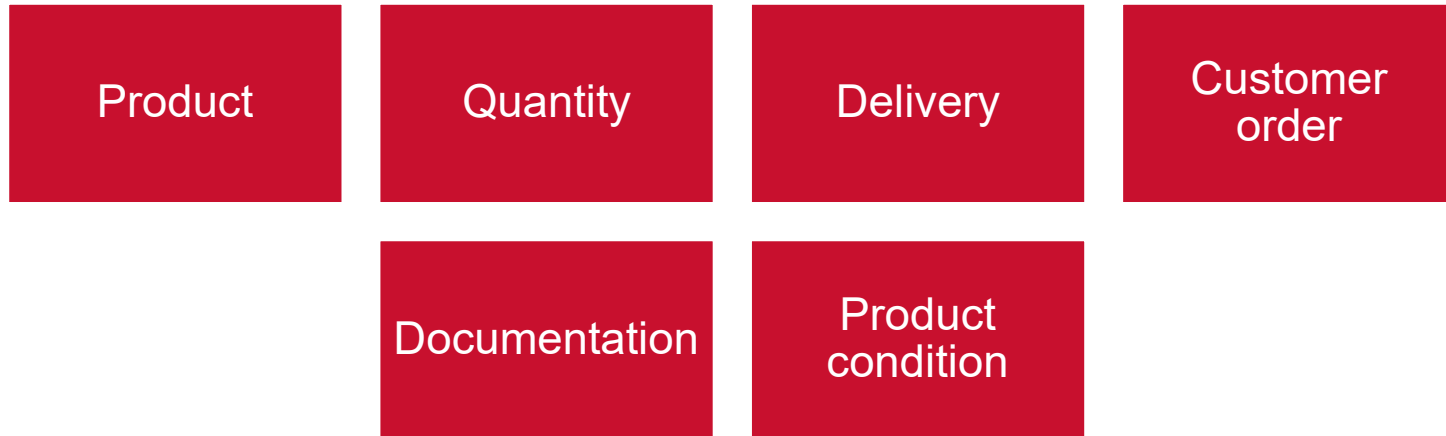 Product
Quantity
Delivery
Customer
order
Documentation
Product
condition